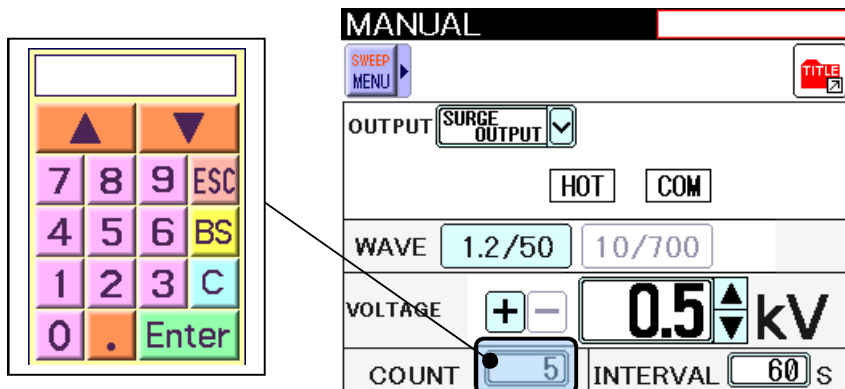 ▲ ▼
7 8 9 ESC
4 5 6 BS
1 2 3 C
0 . Enter
MANUAL
SWEEP
MENU
TITLE
OUTPUT SURGE
OUTPUT
HOT COM
WAVE 1.2/50 10/700
VOLTAGE + - 0.5 kV
COUNT 5 INTERVAL 60 s